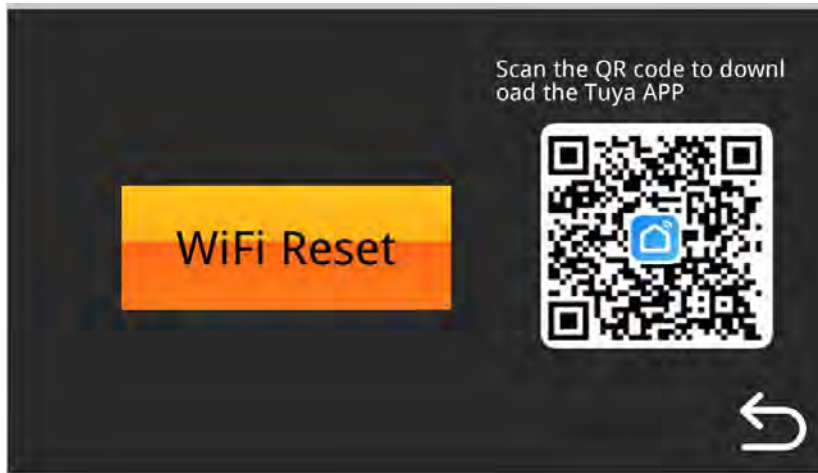 Scan the QR code to downl
oad the Tuya APP
WiFi Reset